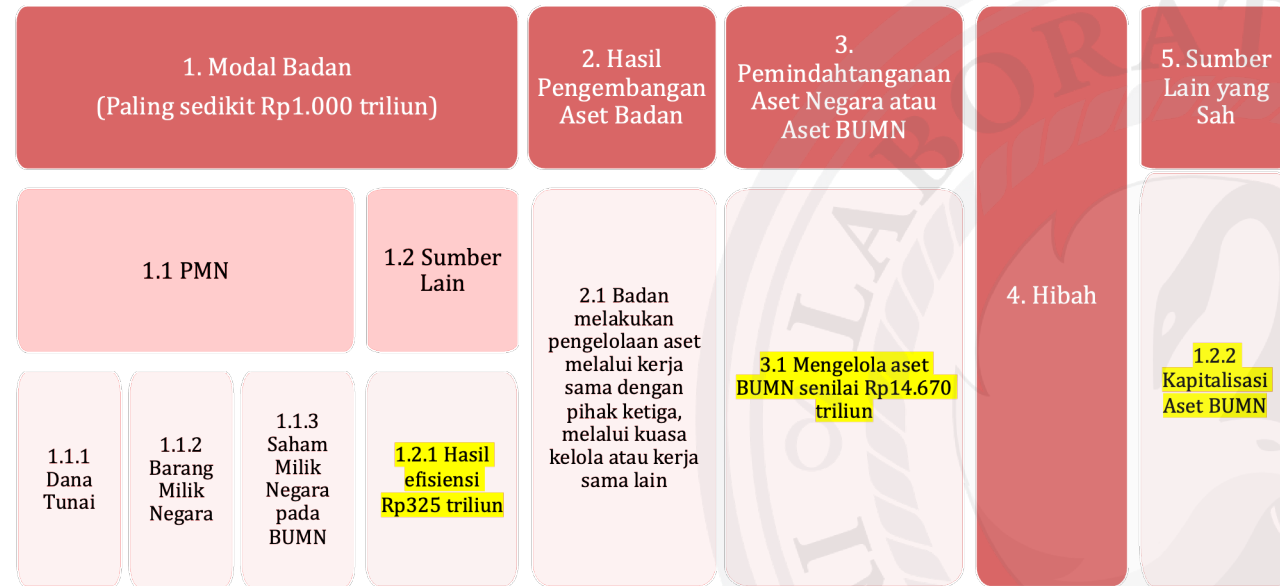 1. Modal Badan
(Paling sedikit Rp1.000 triliun)
2. Hasil
Pengembangan
Aset Badan
3.
Pemindahtanganan
Aset Negara atau
Aset BUMN
4. Hibah
5. Sumber
Lain yang
Sah
1.1 PMN
1.2 Sumber
Lain
1.1.1
Dana
Tunai
1.1.2
Barang
Milik
Negara
1.1.3
Saham
Milik
Negara
pada
BUMN
1.2.1 Hasil
efisiensi
Rp325 triliun
2.1 Badan
melakukan
pengelolaan aset
melalui kerja
sama dengan
pihak ketiga,
melalui kuasa
kelola atau kerja
sama lain
3.1 Mengelola aset
BUMN senilai Rp14.670
triliun
1.2.2
Kapitalisasi
Aset BUMN